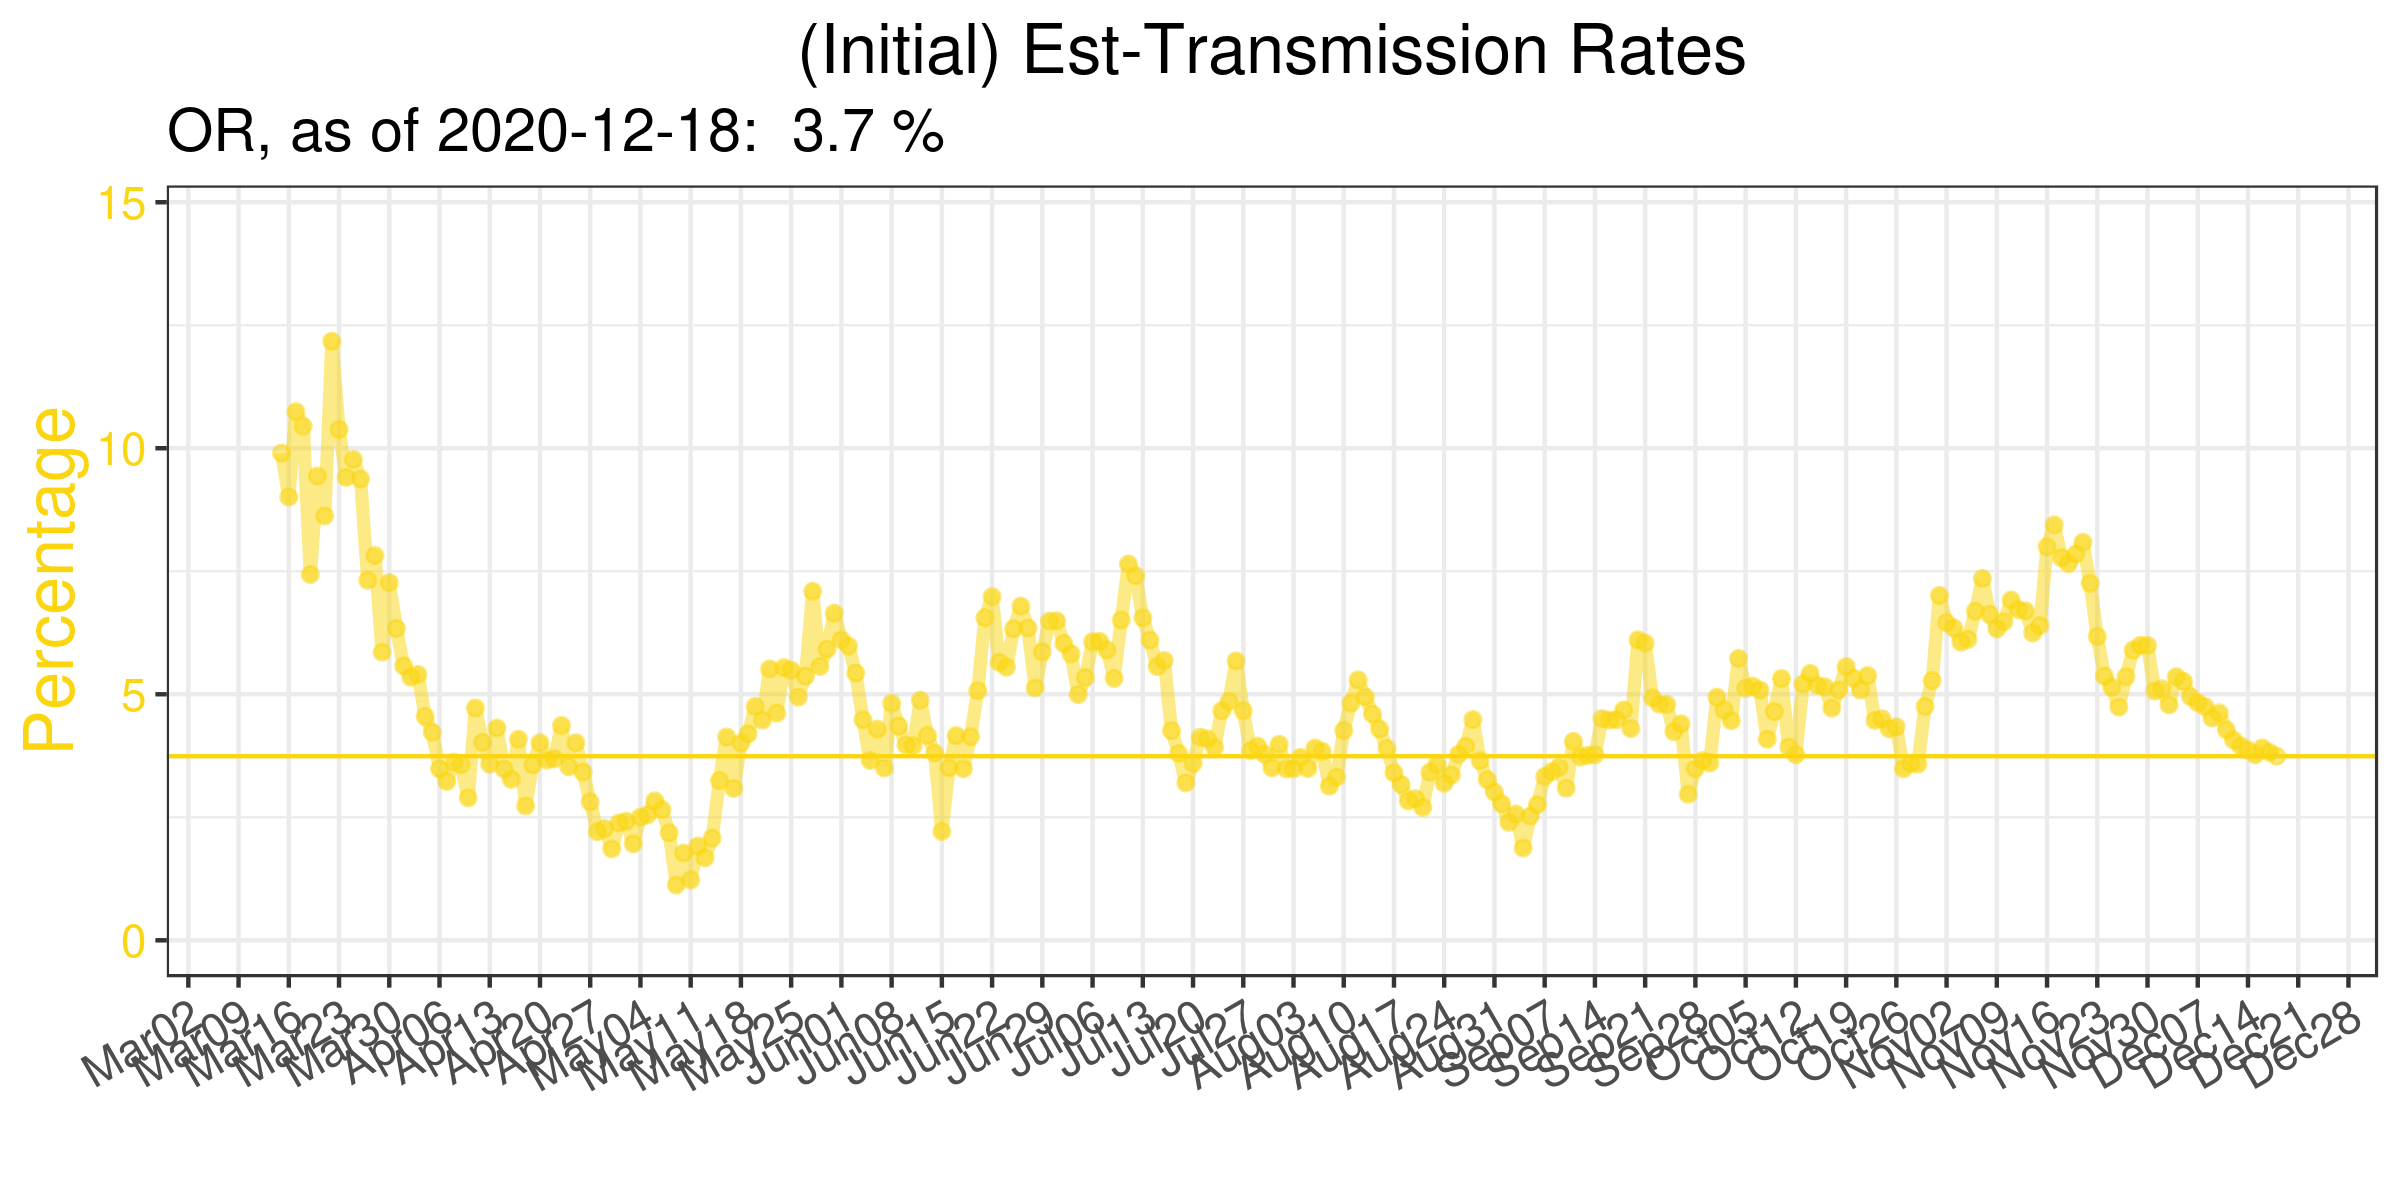 (Initial) Est-Transmission Rates
OR, as of 2020-12-18:  3.7 %
Percentage
15
10
5
0
Mar02
Mar09
Mar16
Mar23
Mar30
Apr06
Apr13
Apr20
Apr27
May04
May11
May18
May25
Jun01
Jun08
Jun15
Jun22
Jun29
Jul06
Jul13
Jul20
Jul27
Aug03
Aug10
Aug17
Aug24
Aug31
Sep07
Sep14
Sep21
Sep28
Oct05
Oct12
Oct19
Oct26
Nov02
Nov09
Nov16
Nov23
Nov30
Dec07
Dec14
Dec21
Dec28